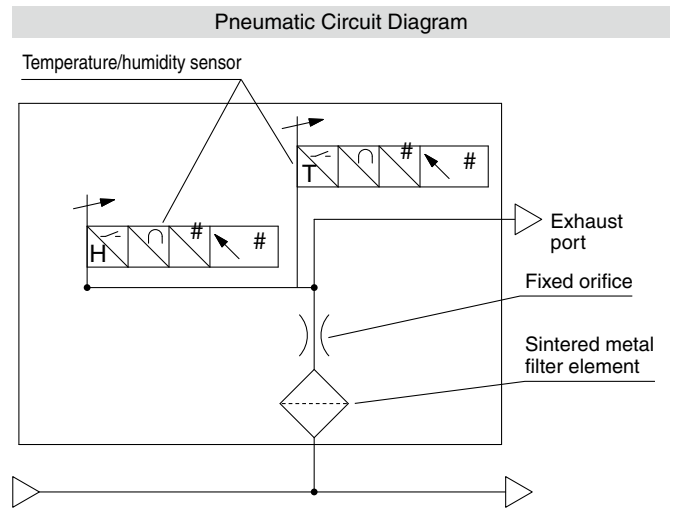 Pneumatic Circuit Diagram
Temperature/humidity sensor
T # #
H # #
Exhaust
port
Fixed orifice
Sintered metal
filter element